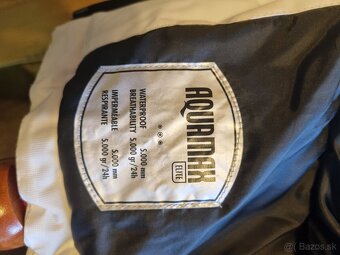 AQUAMAX
ELITE
WATERPROOF 5,000 mm
BREATHABILITY 5,000 gr/24h
IMPERMÉABLE 5,000 mm
RESPIRANTE 5,000 gr/24h
bazos.sk